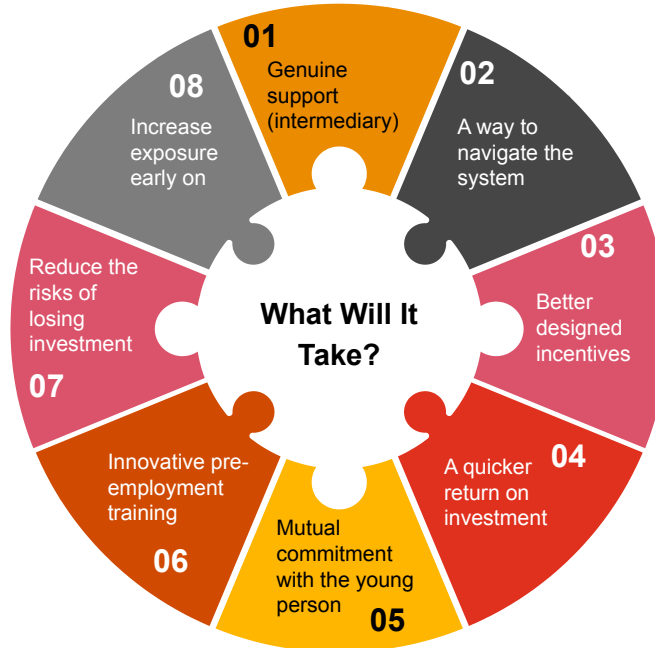 01
Genuine
support
(intermediary)
02
A way to
navigate the
system
03
Better
designed
incentives
04
A quicker
return on
investment
Mutual
commitment
with the young
person
05
Innovative pre-
employment
training
06
Reduce the
risks of
losing
investment
07
08
Increase
exposure
early on
What Will It
Take?